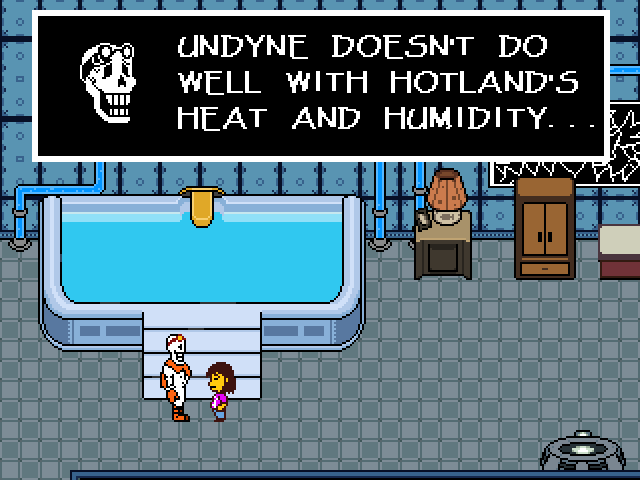 UNDYNE DOESN'T DO
WELL WITH HOTLAND'S
HEAT AND HUMIDITY...